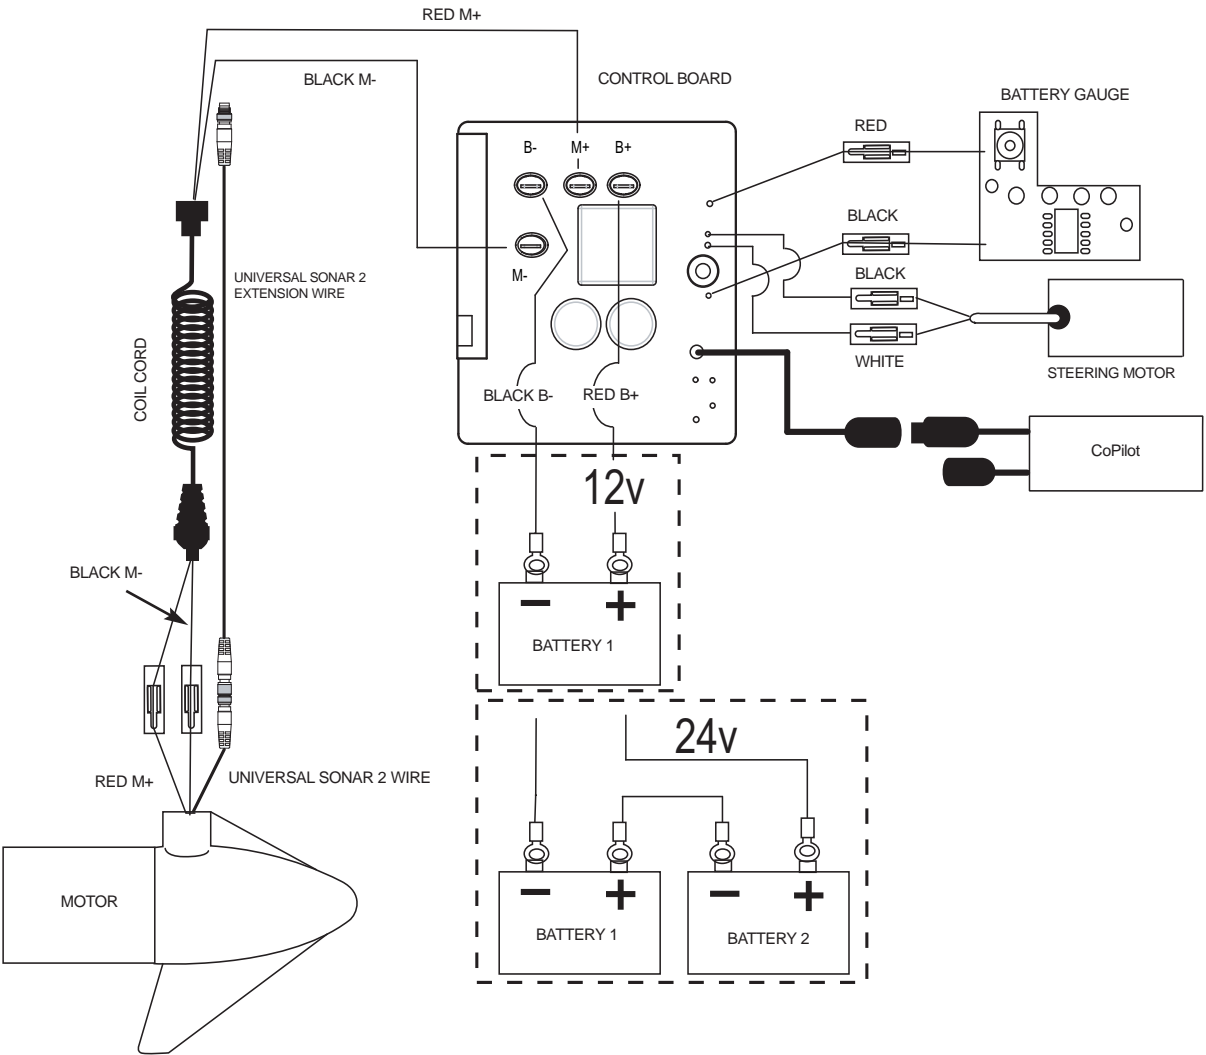 RED M+
BLACK M-
CONTROL BOARD
BATTERY GAUGE
RED
B-
M+
B+
BLACK
M-
UNIVERSAL SONAR 2
EXTENSION WIRE
BLACK
WHITE
STEERING MOTOR
COIL CORD
BLACK B-
RED B+
CoPilot
12v
BLACK M-
BATTERY 1
24v
RED M+
UNIVERSAL SONAR 2 WIRE
MOTOR
BATTERY 1
BATTERY 2